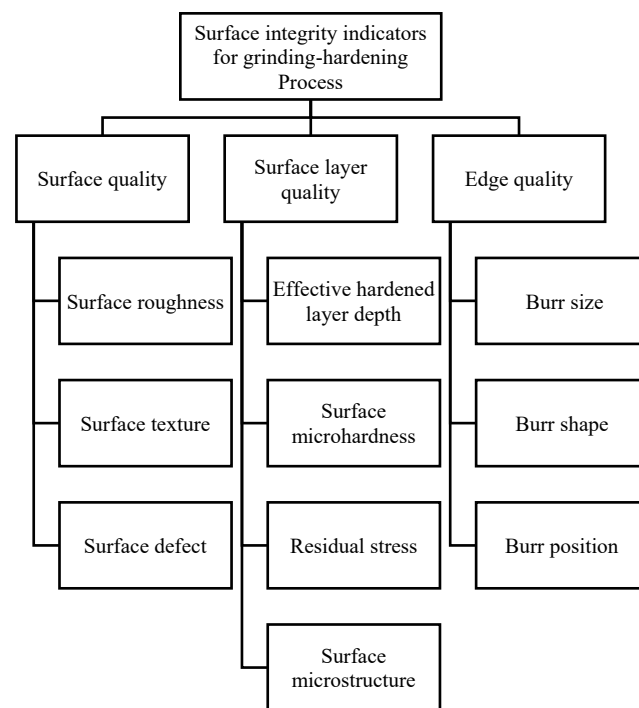 Surface integrity indicators
for grinding-hardening
Process
Surface quality
Surface layer
quality
Edge quality
Surface roughness
Effective hardened
layer depth
Burr size
Surface texture
Surface
microhardness
Burr shape
Surface defect
Residual stress
Burr position
Surface
microstructure